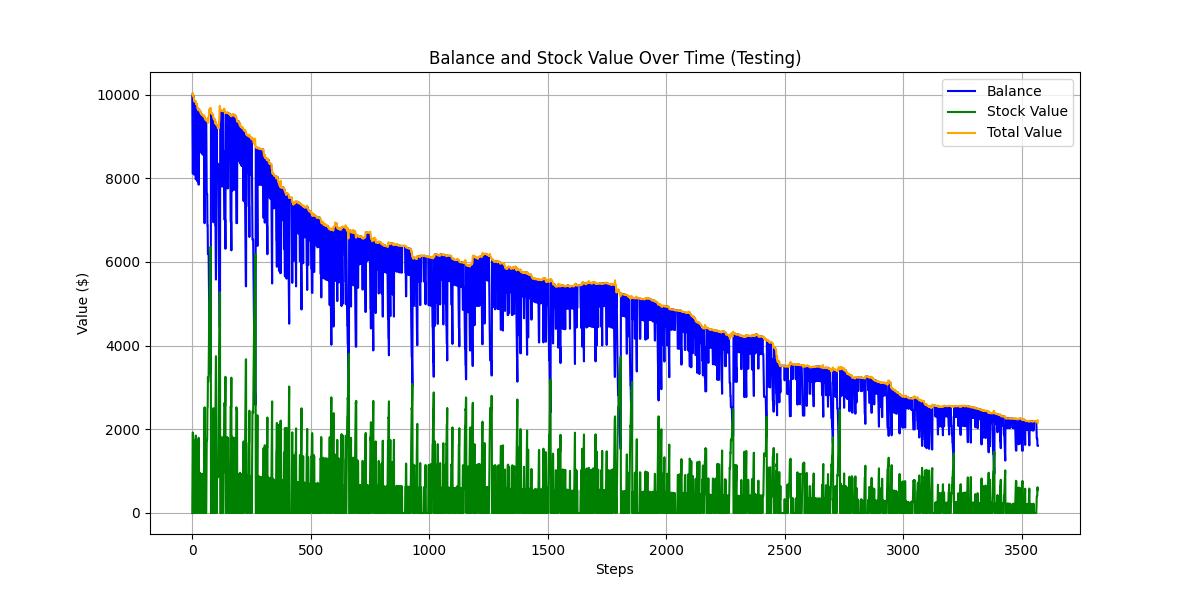 Balance and Stock Value Over Time (Testing)
Balance
Stock Value
Total Value
Value ($)
10000
8000
6000
4000
2000
0
0 500 1000 1500 2000 2500 3000 3500
Steps